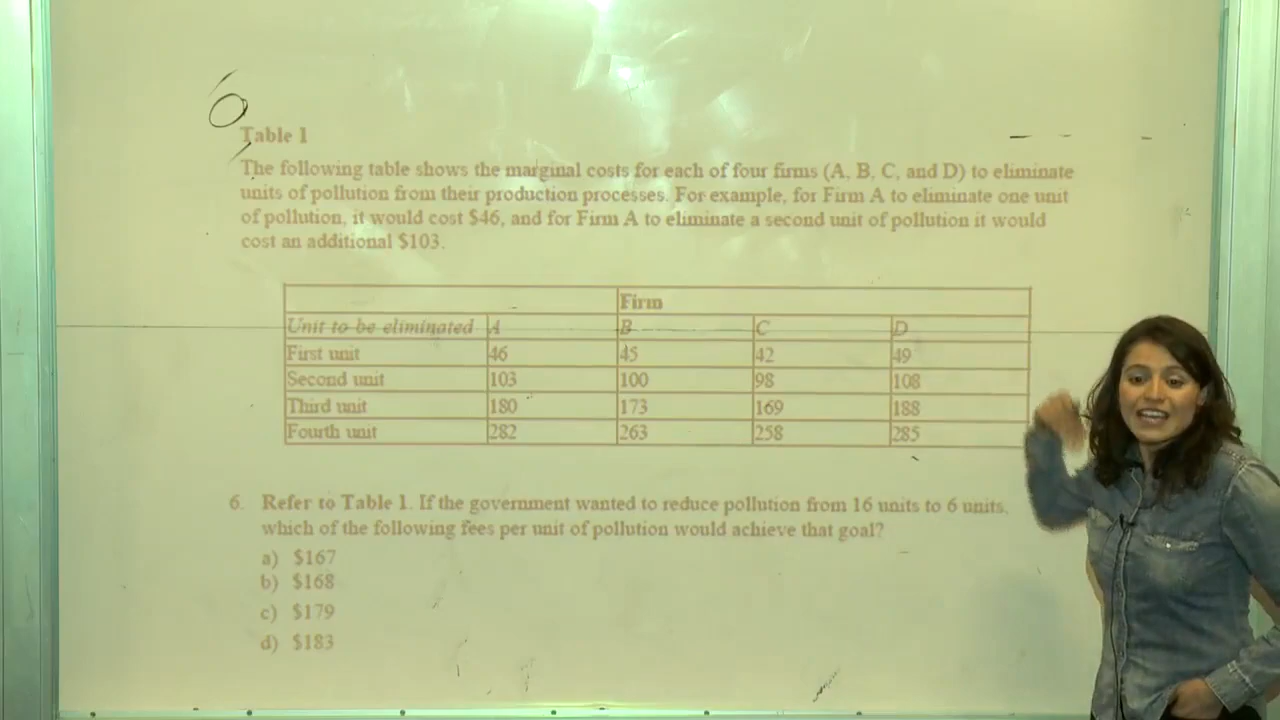 6
Table 1
The following table shows the marginal costs for each of four firms (A, B, C, and D) to eliminate
units of pollution from their production processes. For example, for Firm A to eliminate one unit
of pollution, it would cost $46, and for Firm A to eliminate a second unit of pollution it would
cost an additional $103.
Firm
Unit to be eliminated A B C D
First unit 46 45 42 49
Second unit 103 100 98 108
Third unit 180 173 169 188
Fourth unit 282 263 258 285
6. Refer to Table 1. If the government wanted to reduce pollution from 16 units to 6 units,
which of the following fees per unit of pollution would achieve that goal?
a) $167
b) $168
c) $179
d) $183